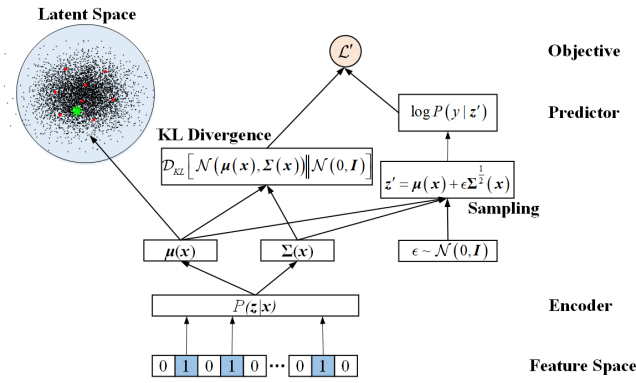 Latent Space
ℒ′
Objective
log P(y | z′)
Predictor
KL Divergence
𝒟_KL[𝒩(μ(x), Σ(x))‖𝒩(0, I)]
z′ = μ(x) + ϵΣ^{1/2}(x)
Sampling
μ(x)
Σ(x)
ϵ ~ 𝒩(0, I)
P(z|x)
Encoder
0 1 0 1 0 ··· 0 1 0
Feature Space